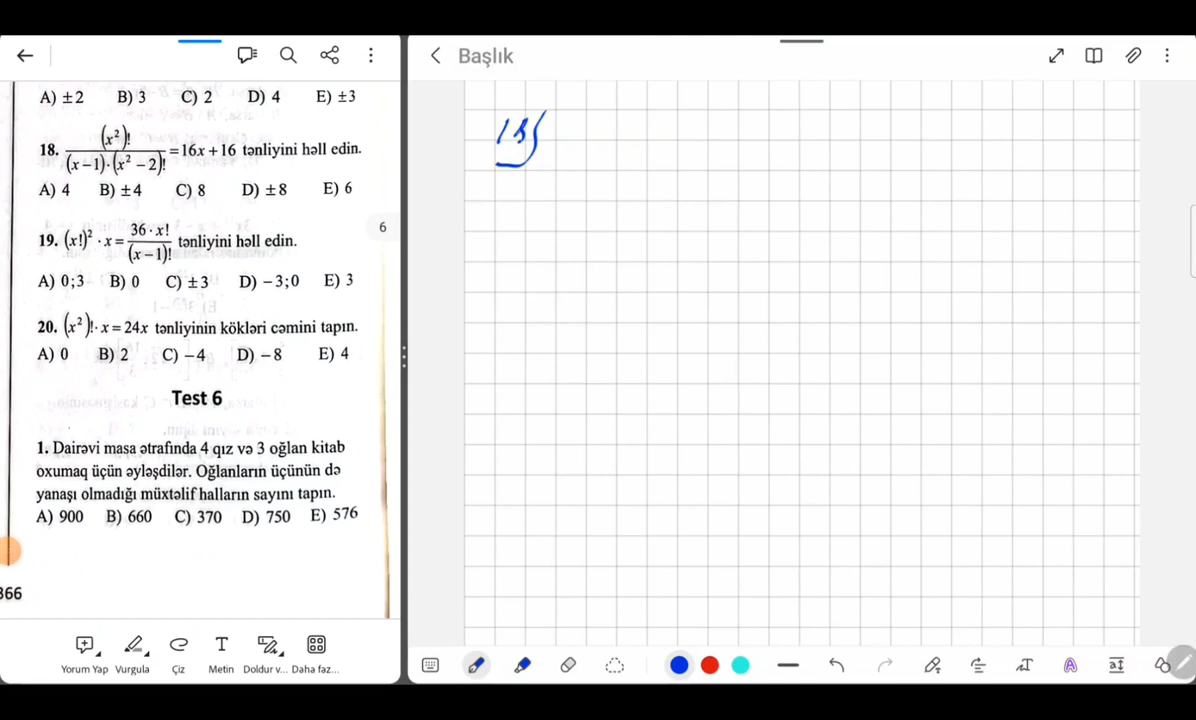 Başlık
A) ±2 B) 3 C) 2 D) 4 E) ±3
18. (x²)! / (x−1)·(x²−2)! = 16x+16 tənliyini həll edin.
A) 4 B) ±4 C) 8 D) ±8 E) 6
6
19. (x!)² · x = 36·x! / (x−1)! tənliyini həll edin.
A) 0;3 B) 0 C) ±3 D) −3;0 E) 3
20. (x²)!·x = 24x tənliyinin kökləri cəmini tapın.
A) 0 B) 2 C) −4 D) −8 E) 4
Test 6
1. Dairəvi masa ətrafında 4 qız və 3 oğlan kitab
oxumaq üçün əyləşdilər. Oğlanların üçünün də
yanaşı olmadığı müxtəlif halların sayını tapın.
A) 900 B) 660 C) 370 D) 750 E) 576
366
Yorum Yap Vurgula Çiz Metin Doldur v... Daha faz...